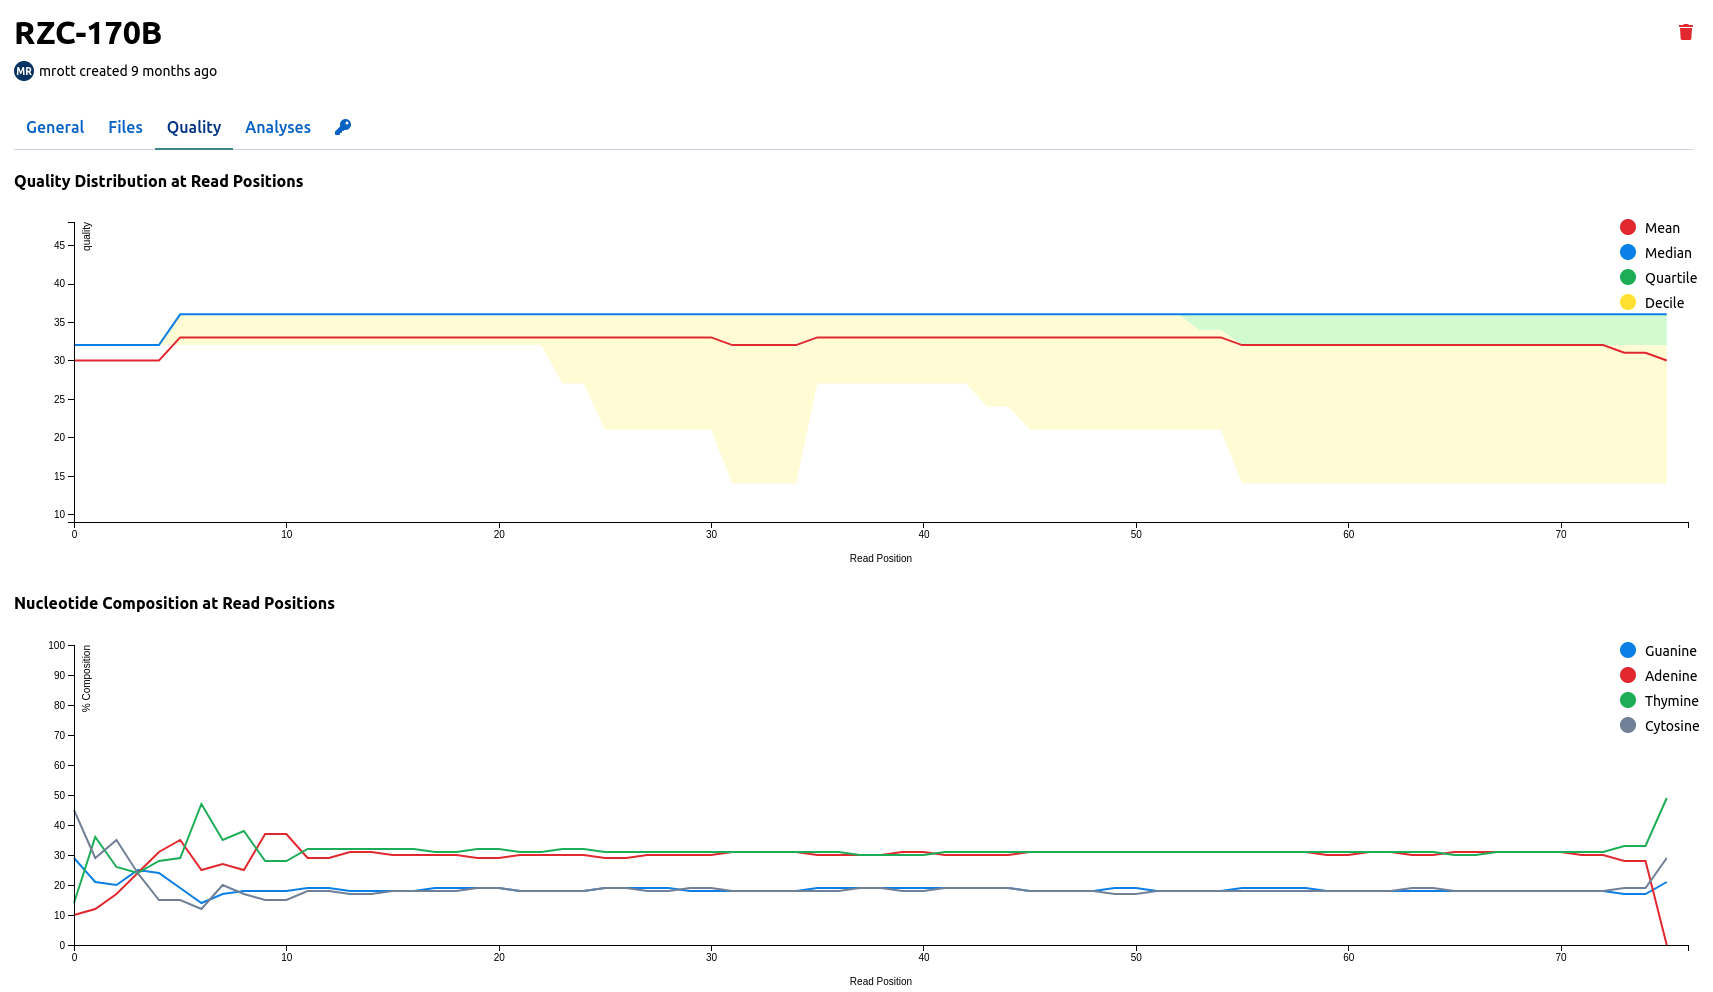 RZC-170B
MR mrott created 9 months ago
General Files Quality Analyses
Quality Distribution at Read Positions
quality
45
40
35
30
25
20
15
10
0 10 20 30 40 50 60 70
Read Position
Mean
Median
Quartile
Decile
Nucleotide Composition at Read Positions
% Composition
100
90
80
70
60
50
40
30
20
10
0
0 10 20 30 40 50 60 70
Read Position
Guanine
Adenine
Thymine
Cytosine